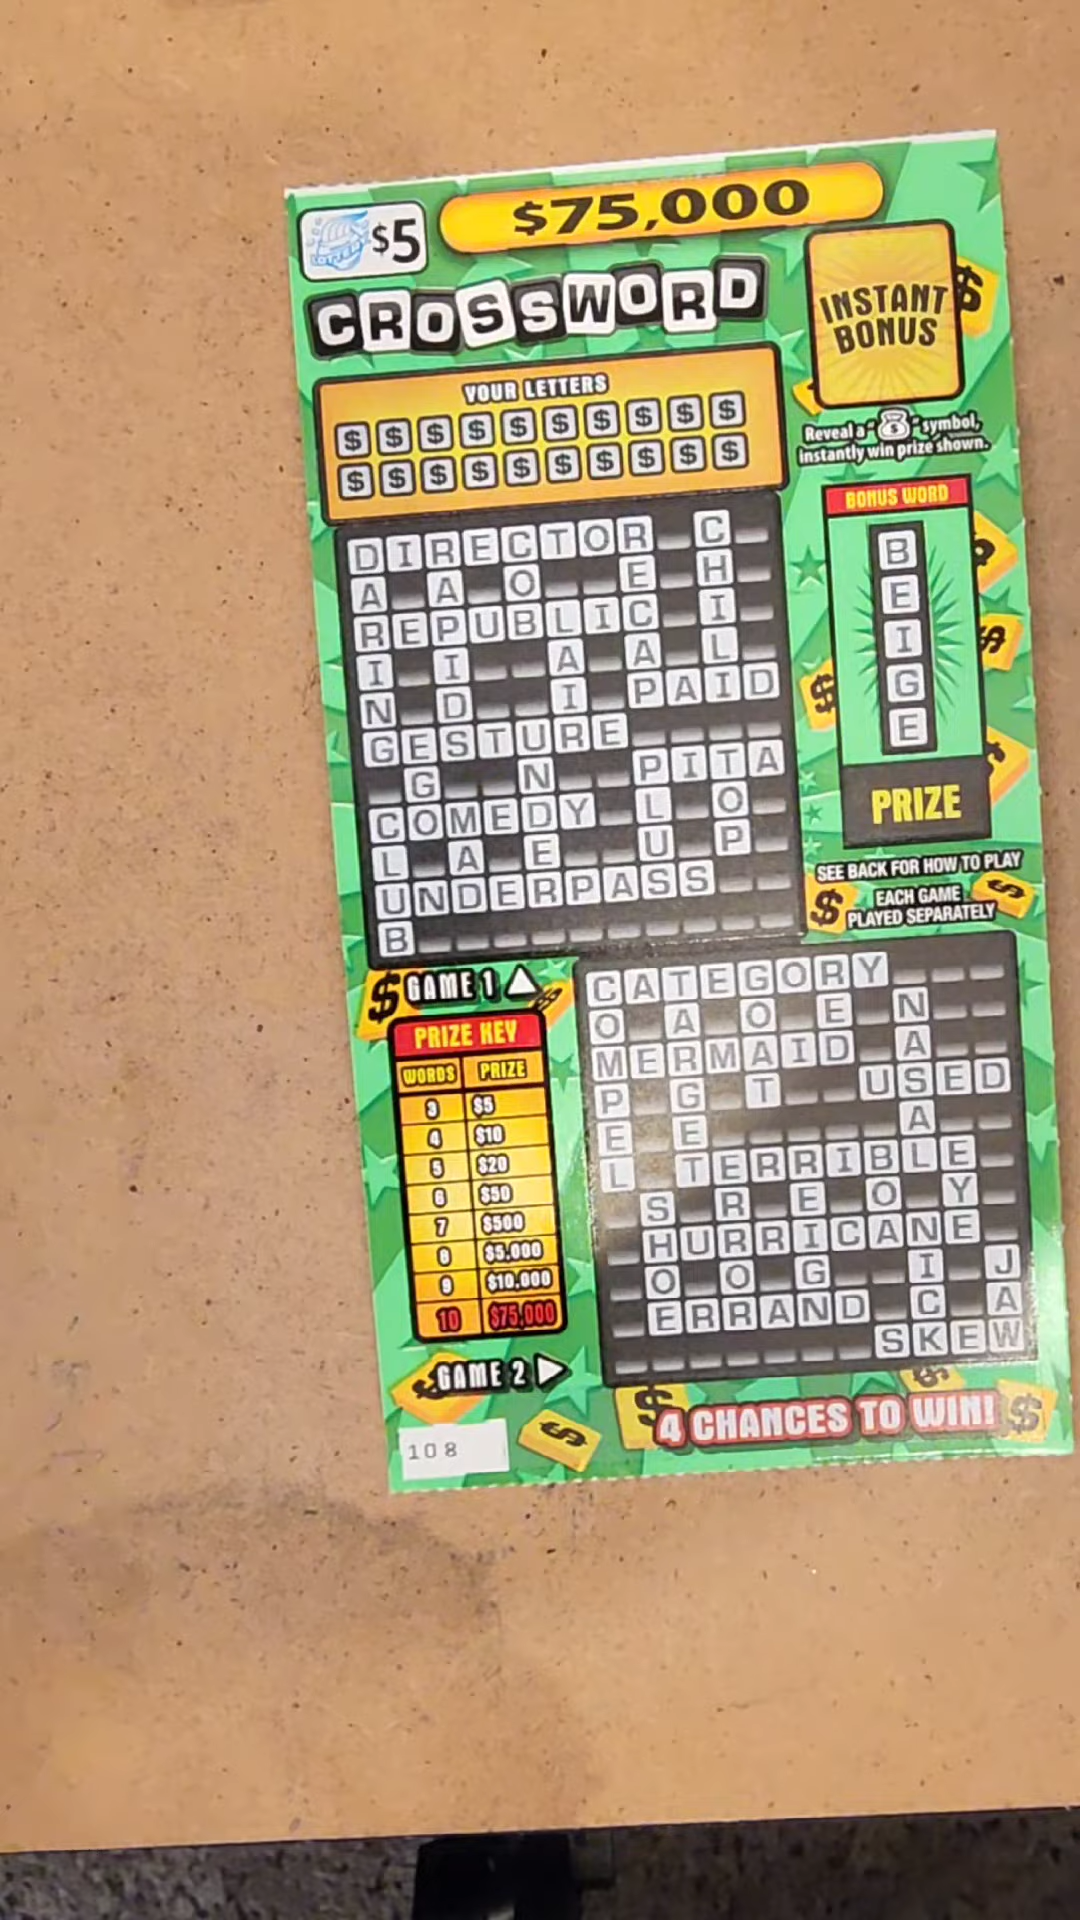 $75,000
LOTTERY
$5
CROSSWORD
INSTANT
BONUS
YOUR LETTERS
$ $ $ $ $ $ $ $ $ $
$ $ $ $ $ $ $ $ $ $
Reveal a "$" symbol,
instantly win prize shown.
BONUS WORD
B
E
I
G
E
PRIZE
DIRECTOR C
A A O E H
REPUBLIC I
I I A A L
N D I PAID
GESTURE
G N PITA
COMEDY L O
L A E U P
UNDERPASS
B
SEE BACK FOR HOW TO PLAY
EACH GAME
PLAYED SEPARATELY
GAME 1
PRIZE KEY
WORDS PRIZE
3 $5
4 $10
5 $20
6 $50
7 $500
8 $5,000
9 $10,000
10 $75,000
GAME 2
CATEGORY
O A O E N
MERMAID A
P G T USED
E E A
L TERRIBLE
S R E O Y
HURRICANE
O O G I J
ERRAND C A
SKEW
4 CHANCES TO WIN!
108